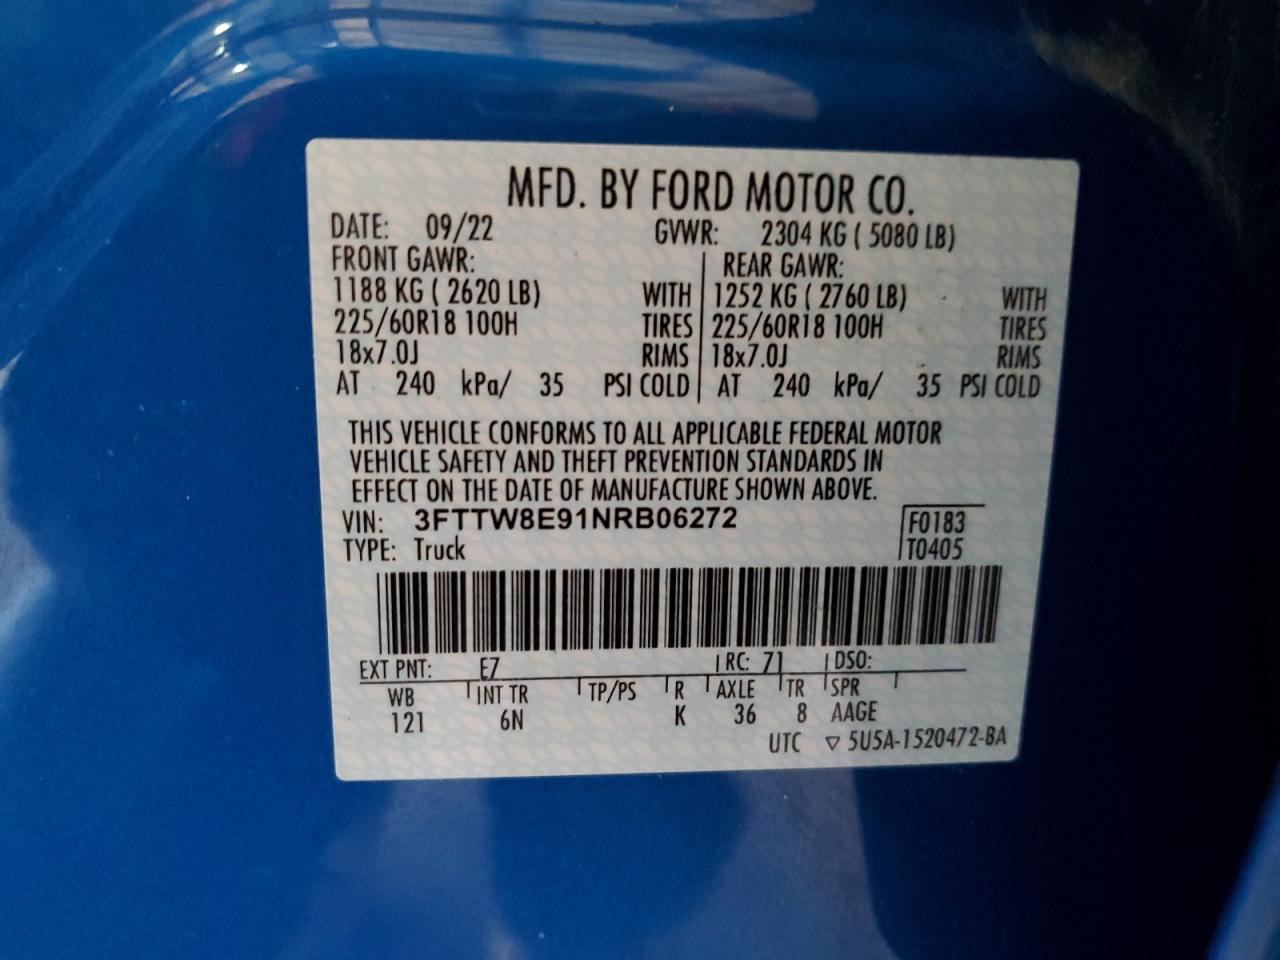 MFD. BY FORD MOTOR CO.
DATE: 09/22 GVWR: 2304 KG ( 5080 LB)
FRONT GAWR: REAR GAWR:
1188 KG ( 2620 LB) WITH 1252 KG ( 2760 LB) WITH
225/60R18 100H TIRES 225/60R18 100H TIRES
18x7.0J RIMS 18x7.0J RIMS
AT 240 kPa/ 35 PSI COLD AT 240 kPa/ 35 PSI COLD
THIS VEHICLE CONFORMS TO ALL APPLICABLE FEDERAL MOTOR
VEHICLE SAFETY AND THEFT PREVENTION STANDARDS IN
EFFECT ON THE DATE OF MANUFACTURE SHOWN ABOVE.
VIN: 3FTTW8E91NRB06272 F0183
TYPE: Truck T0405
EXT PNT: E7 RC: 71 DSO:
WB INT TR TP/PS R AXLE TR SPR
121 6N K 36 8 AAGE
UTC ▽ 5U5A-1520472-BA